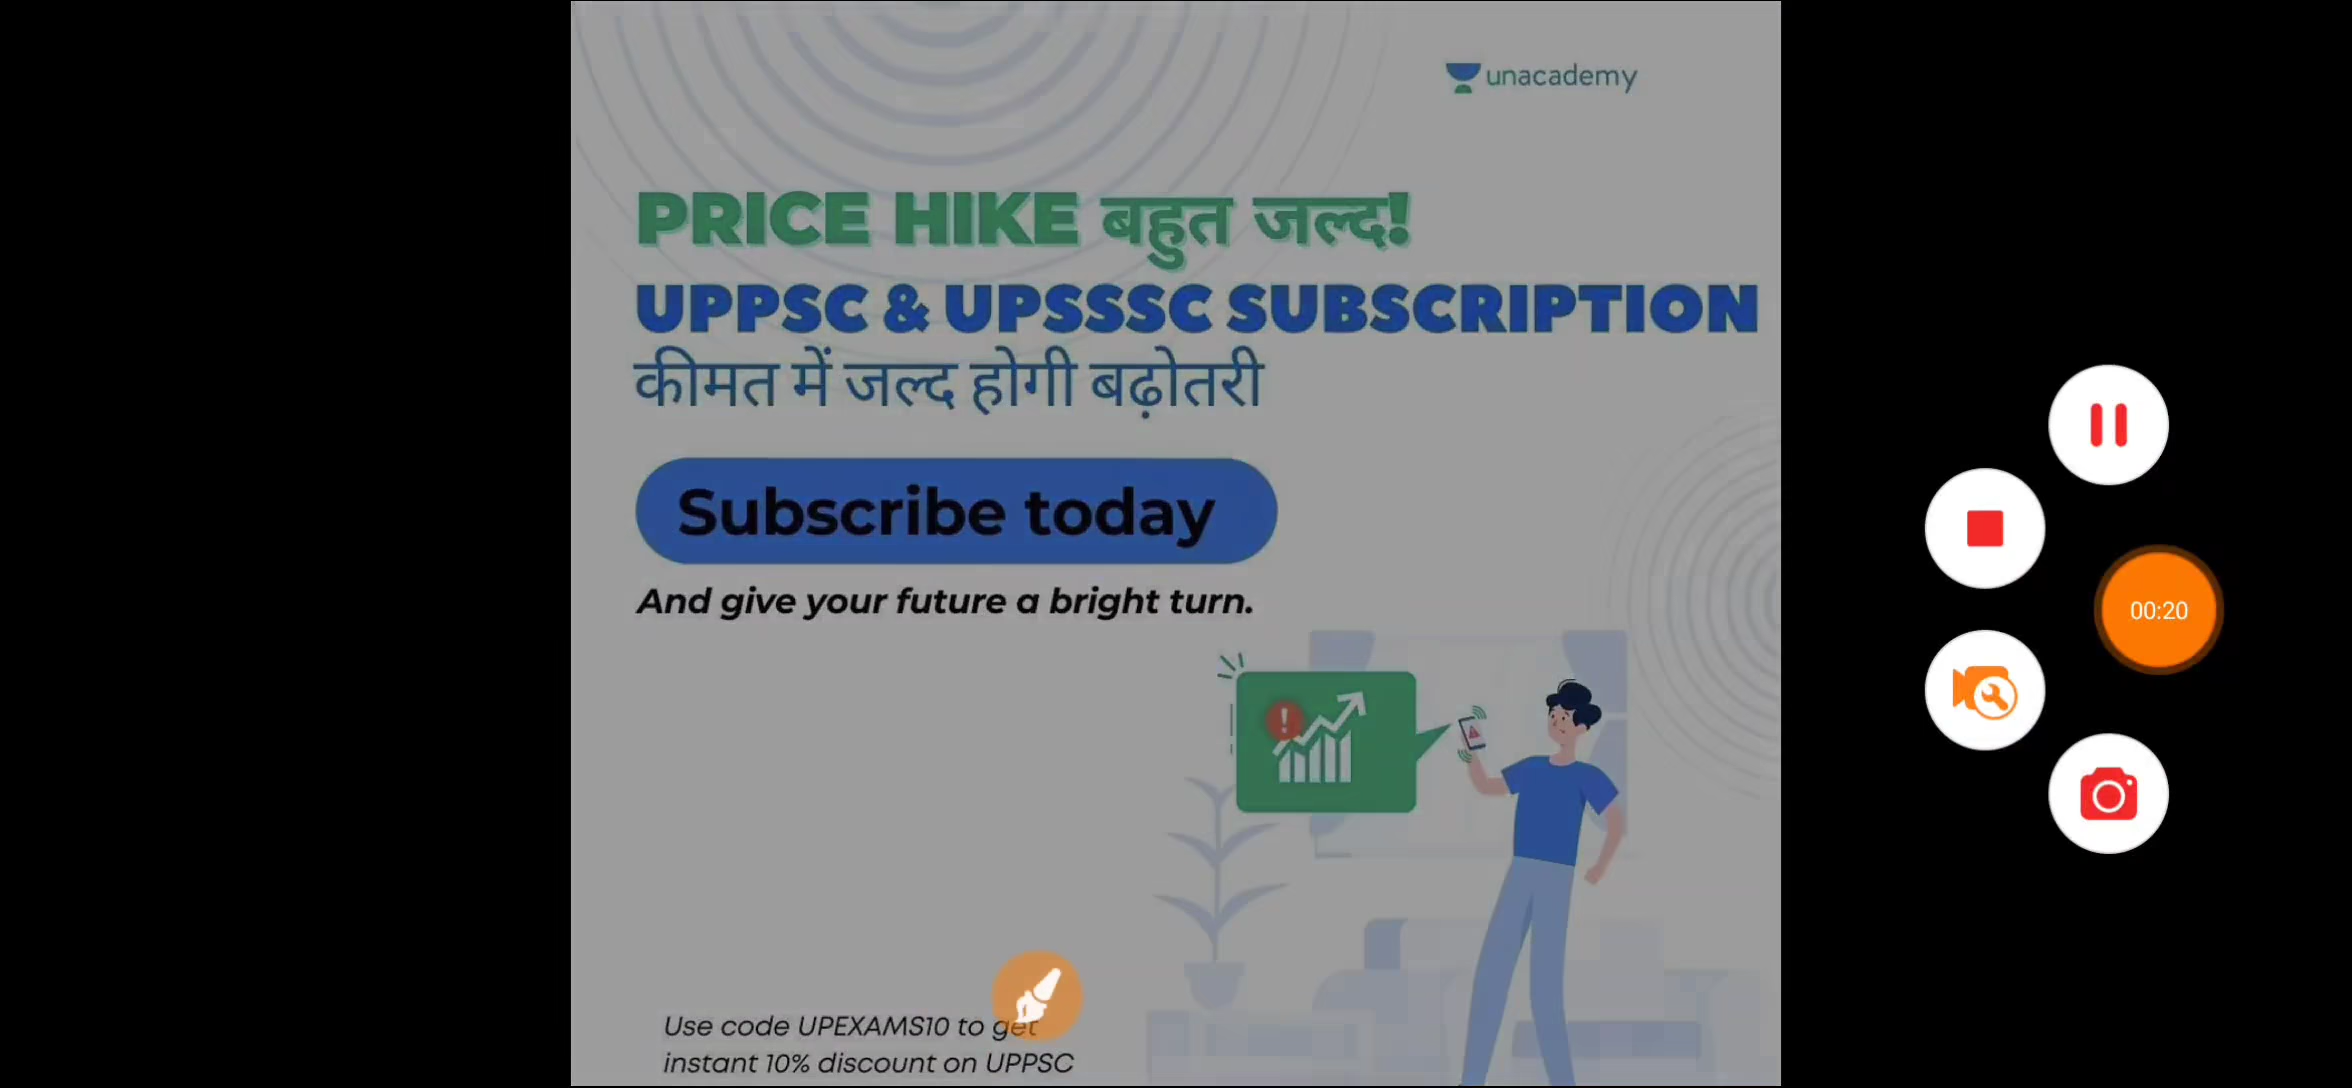 unacademy
PRICE HIKE बहुत जल्द!
UPPSC & UPSSSC SUBSCRIPTION
कीमत में जल्द होगी बढ़ोतरी
Subscribe today
And give your future a bright turn.
00:20
Use code UPEXAMS10 to get
instant 10% discount on UPPSC